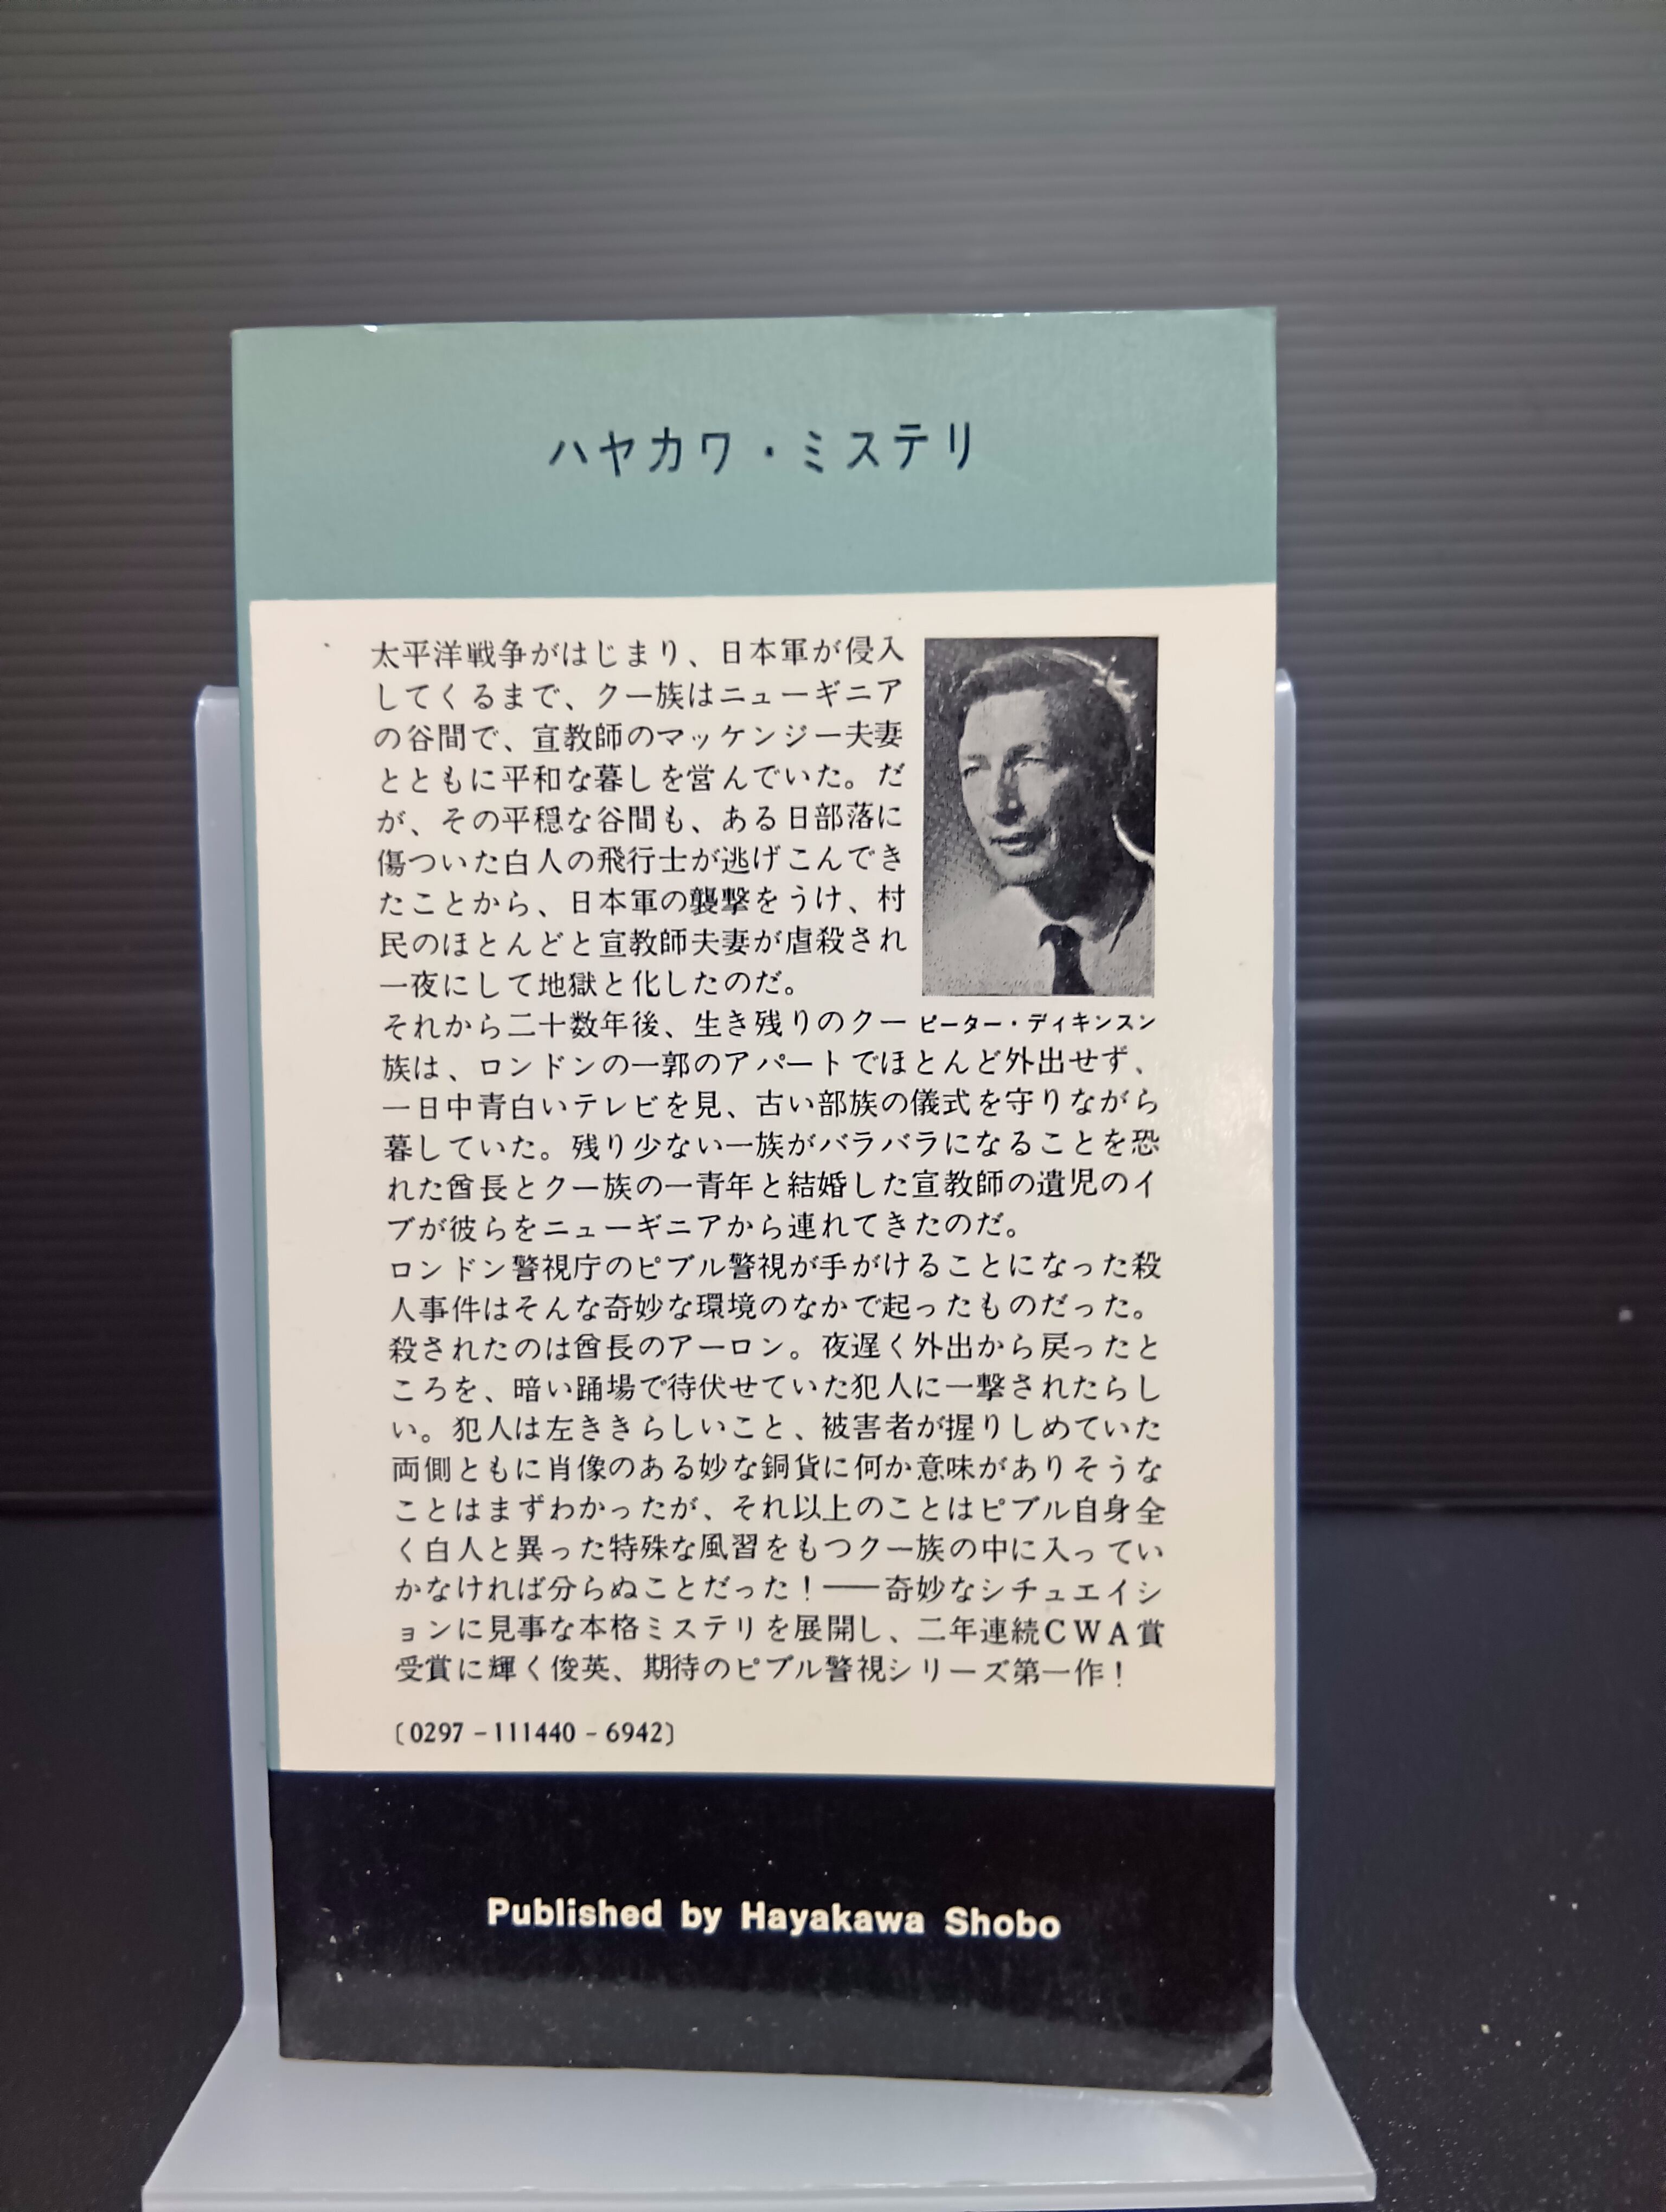 ハヤカワ・ミステリ
太平洋戦争がはじまり、日本軍が侵入
してくるまで、クー族はニューギニア
の谷間で、宣教師のマッケンジー夫妻
とともに平和な暮しを営んでいた。だ
が、その平穏な谷間も、ある日部落に
傷ついた白人の飛行士が逃げこんでき
たことから、日本軍の襲撃をうけ、村
民のほとんどと宣教師夫妻が虐殺され
一夜にして地獄と化したのだ。
ピーター・ディキンスン
それから二十数年後、生き残りのクー
族は、ロンドンの一郭のアパートでほとんど外出せず、
一日中青白いテレビを見、古い部族の儀式を守りながら
暮していた。残り少ない一族がバラバラになることを恐
れた酋長とクー族の一青年と結婚した宣教師の遺児のイ
ブが彼らをニューギニアから連れてきたのだ。
ロンドン警視庁のピブル警視が手がけることになった殺
人事件はそんな奇妙な環境のなかで起ったものだった。
殺されたのは酋長のアーロン。夜遅く外出から戻ったと
ころを、暗い踊場で待伏せていた犯人に一撃されたらし
い。犯人は左ききらしいこと、被害者が握りしめていた
両側ともに肖像のある妙な銅貨に何か意味がありそうな
ことはまずわかったが、それ以上のことはピブル自身全
く白人と異った特殊な風習をもつクー族の中に入ってい
かなければ分らぬことだった！──奇妙なシチュエイシ
ョンに見事な本格ミステリを展開し、二年連続CWA賞
受賞に輝く俊英、期待のピブル警視シリーズ第一作！
〔0297－111440－6942〕
Published by Hayakawa Shobo